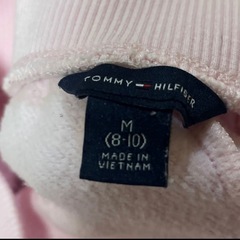 TOMMY HILFIGER
M
(8-10)
MADE IN
VIETNAM